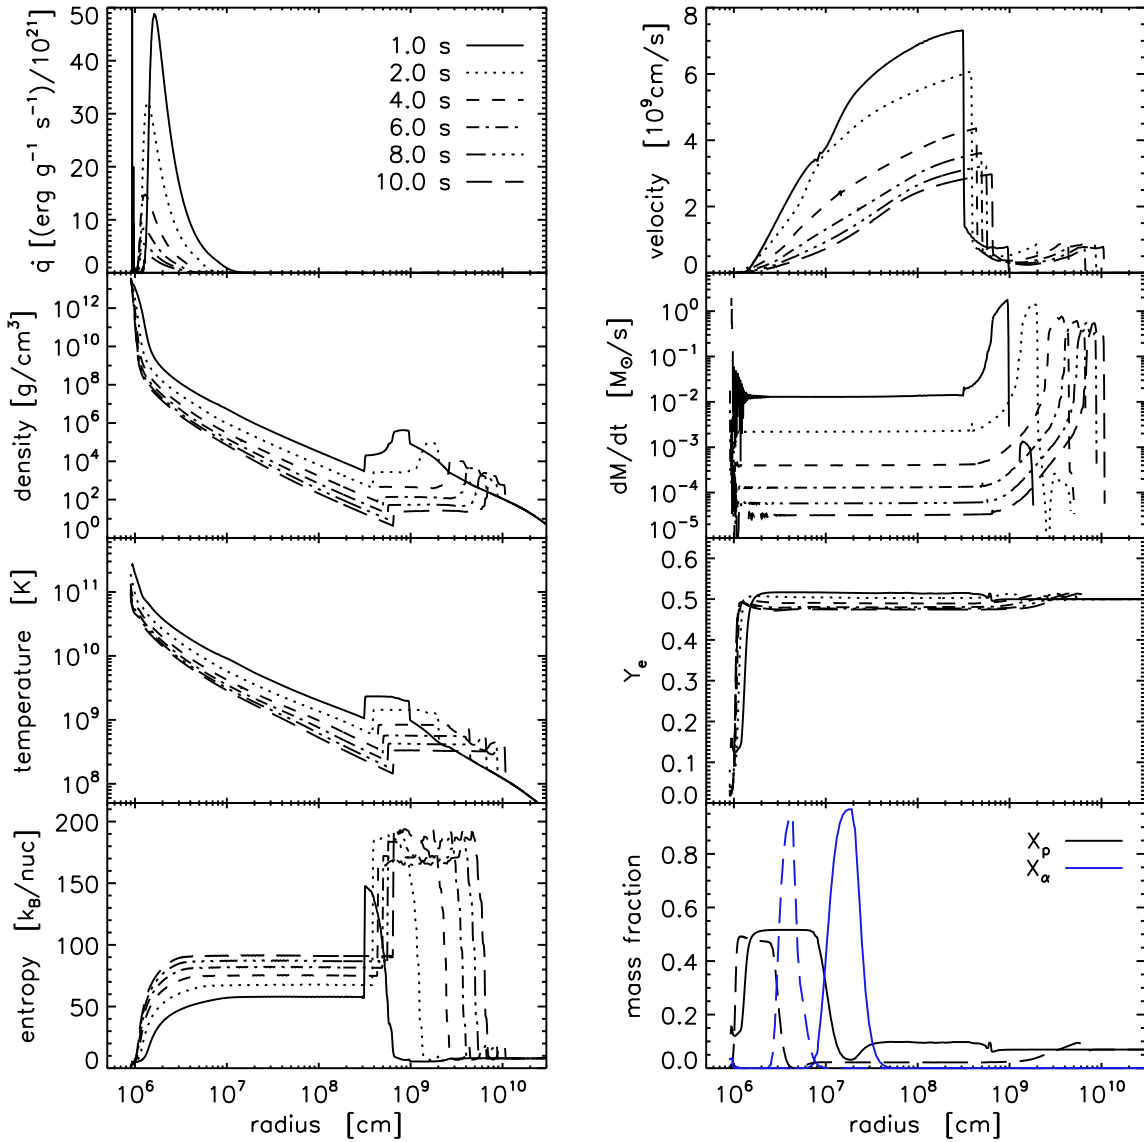 q̇ [(erg g⁻¹ s⁻¹)/10²¹]
50
40
30
20
10
0
1.0 s
2.0 s
4.0 s
6.0 s
8.0 s
10.0 s
velocity [10⁹cm/s]
8
6
4
2
0
density [g/cm³]
10¹²
10¹⁰
10⁸
10⁶
10⁴
10²
10⁰
dM/dt [M⊙/s]
10⁰
10⁻¹
10⁻²
10⁻³
10⁻⁴
10⁻⁵
temperature [K]
10¹¹
10¹⁰
10⁹
10⁸
Yₑ
0.6
0.5
0.4
0.3
0.2
0.1
0.0
entropy [k_B/nuc]
200
150
100
50
0
10⁶ 10⁷ 10⁸ 10⁹ 10¹⁰
radius [cm]
mass fraction
0.8
0.6
0.4
0.2
0.0
X_p
X_α
10⁶ 10⁷ 10⁸ 10⁹ 10¹⁰
radius [cm]